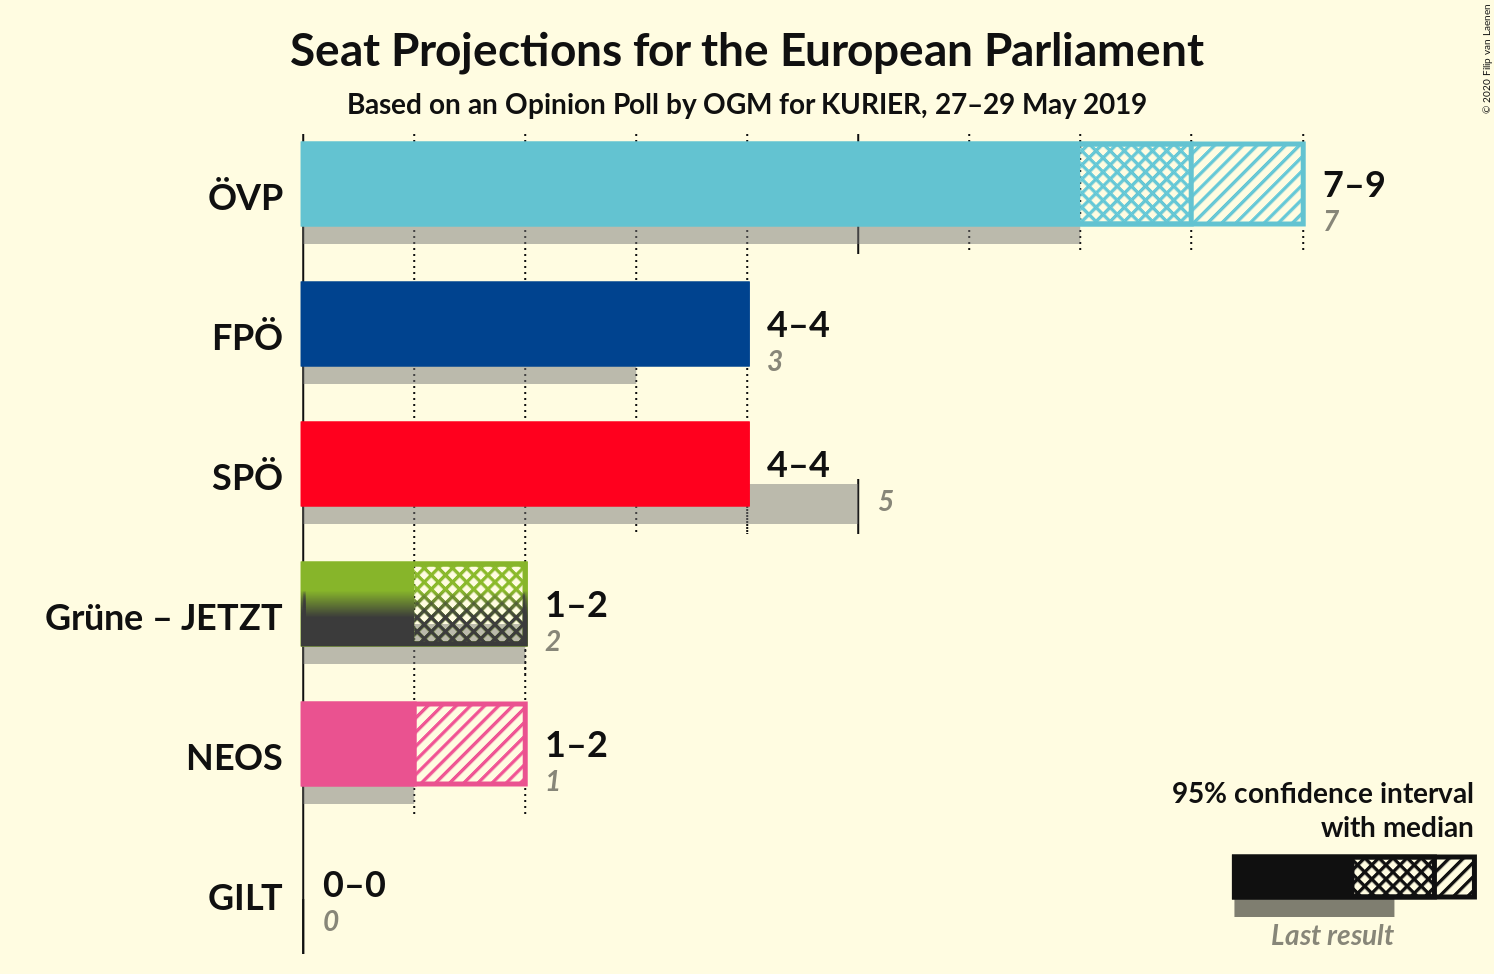 Seat Projections for the European Parliament
Based on an Opinion Poll by OGM for KURIER, 27–29 May 2019
© 2020 Filip van Laenen
ÖVP
7–9
7
FPÖ
4–4
3
SPÖ
4–4
5
Grüne – JETZT
1–2
2
NEOS
1–2
1
GILT
0–0
0
95% confidence interval
with median
Last result